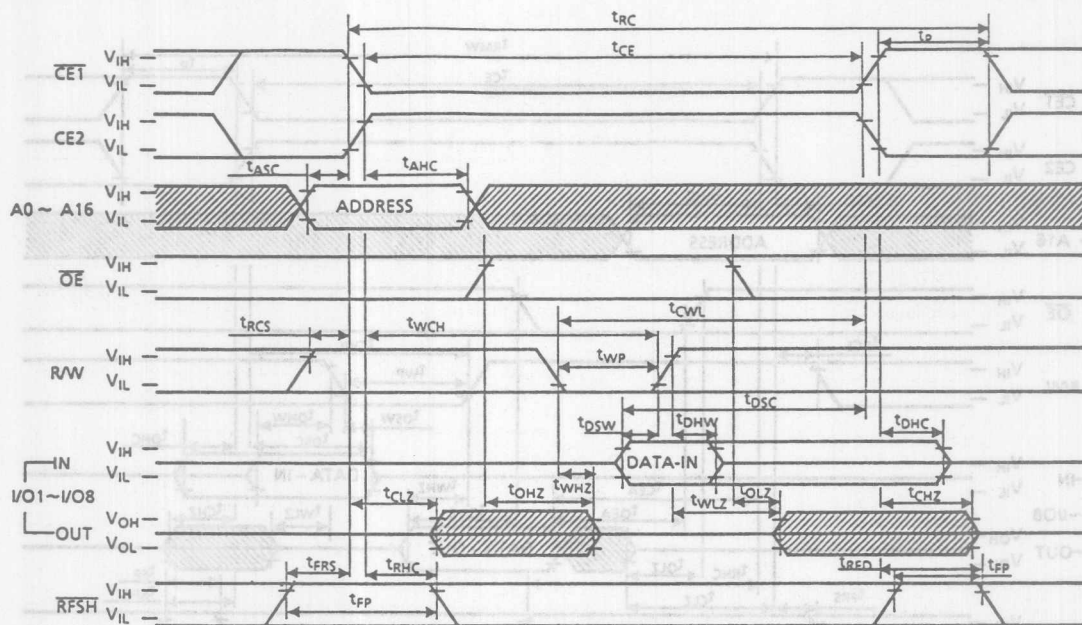 tRC
tCE
tP
CE1 VIH
VIL
CE2 VIH
VIL
tASC tAHC
A0 ~ A16 VIH
VIL
ADDRESS
OE VIH
VIL
tRCS tWCH tCWL
R/W VIH
VIL
tWP
tDSC
tDSW tDHW tDHC
IN VIH
VIL
DATA-IN
I/O1~I/O8
tWHZ
tCLZ tOHZ tWLZ tOLZ tCHZ
OUT VOH
VOL
tFRS tRHC tRFD tFP
RFSH VIH
VIL
tFP